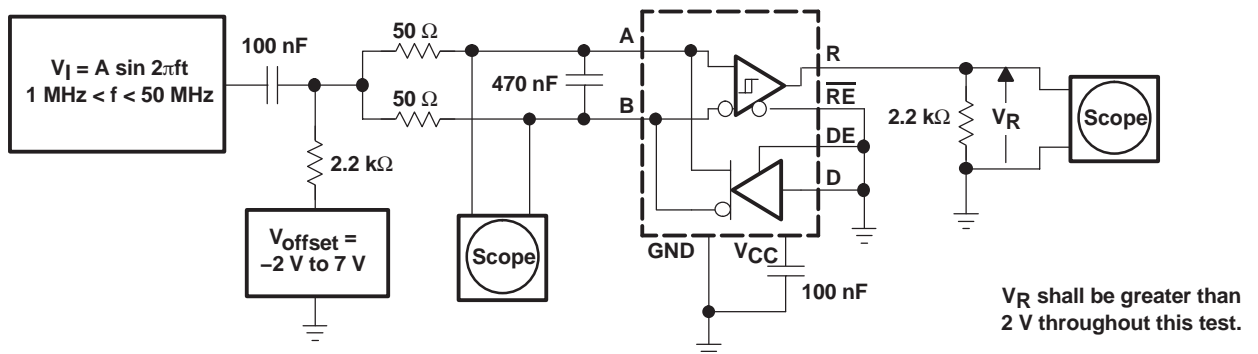 V_I = A sin 2πft
1 MHz < f < 50 MHz
100 nF
50 Ω
50 Ω
2.2 kΩ
V_offset =
–2 V to 7 V
470 nF
Scope
A
B
R
R̅E̅
DE
D
GND
V_CC
100 nF
2.2 kΩ
V_R
Scope
V_R shall be greater than
2 V throughout this test.